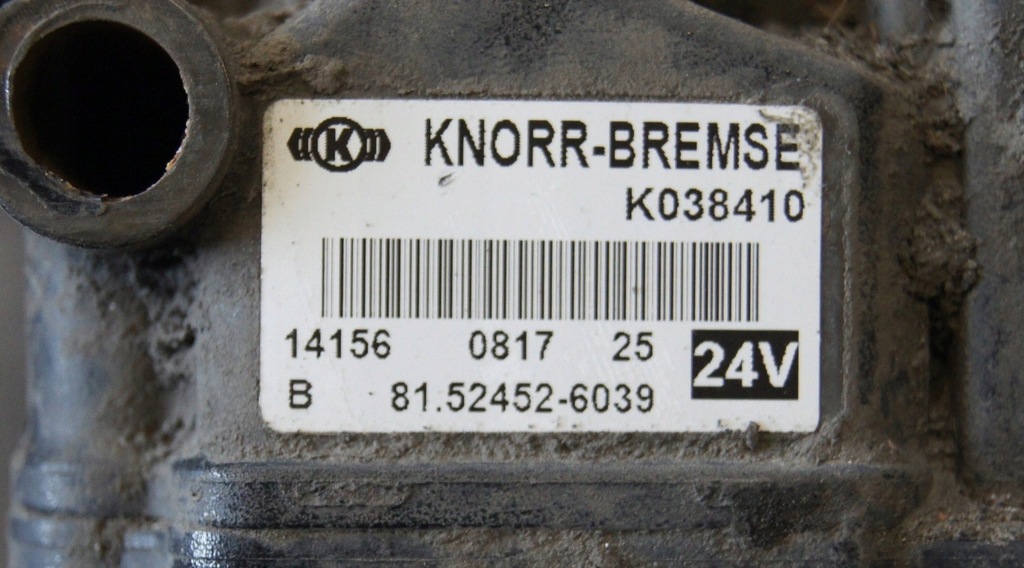 K KNORR-BREMSE
K038410
14156 0817 25
24V
B 81.52452-6039